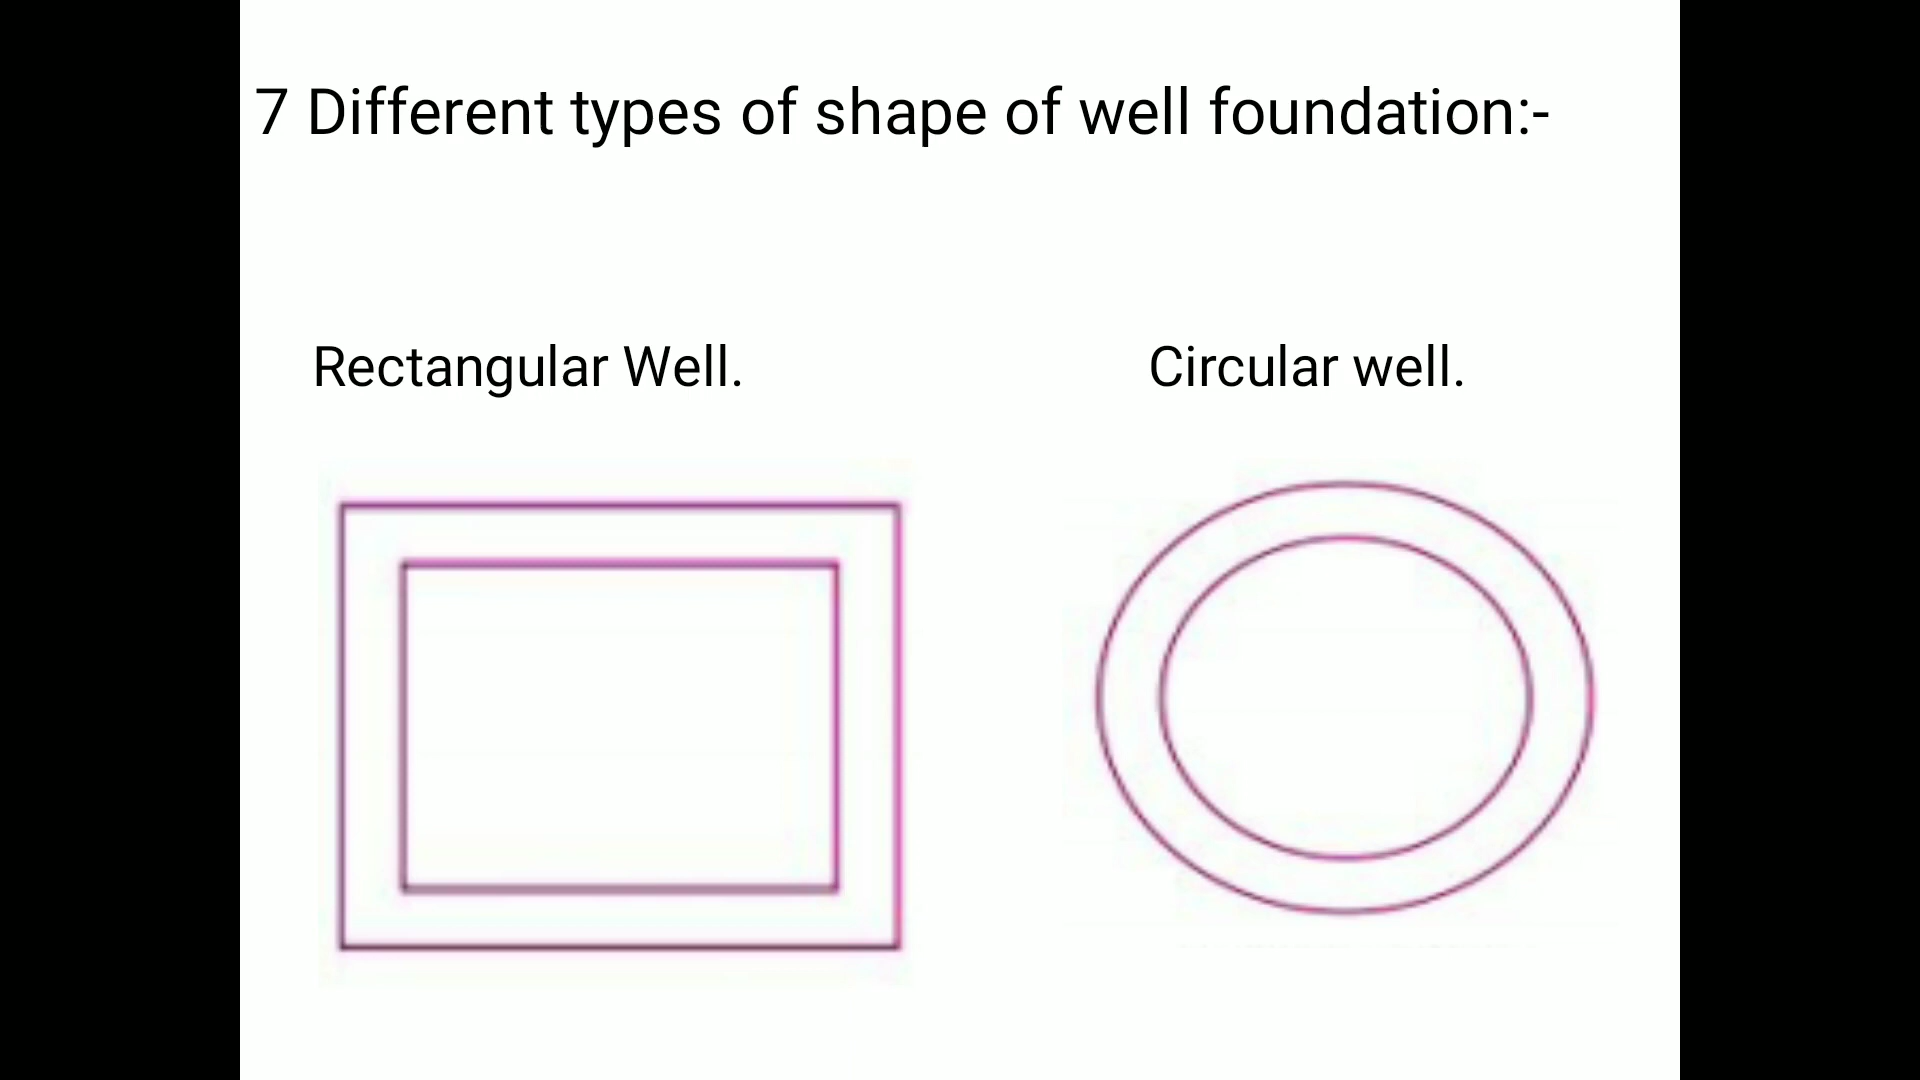 7 Different types of shape of well foundation:-
Rectangular Well.
Circular well.